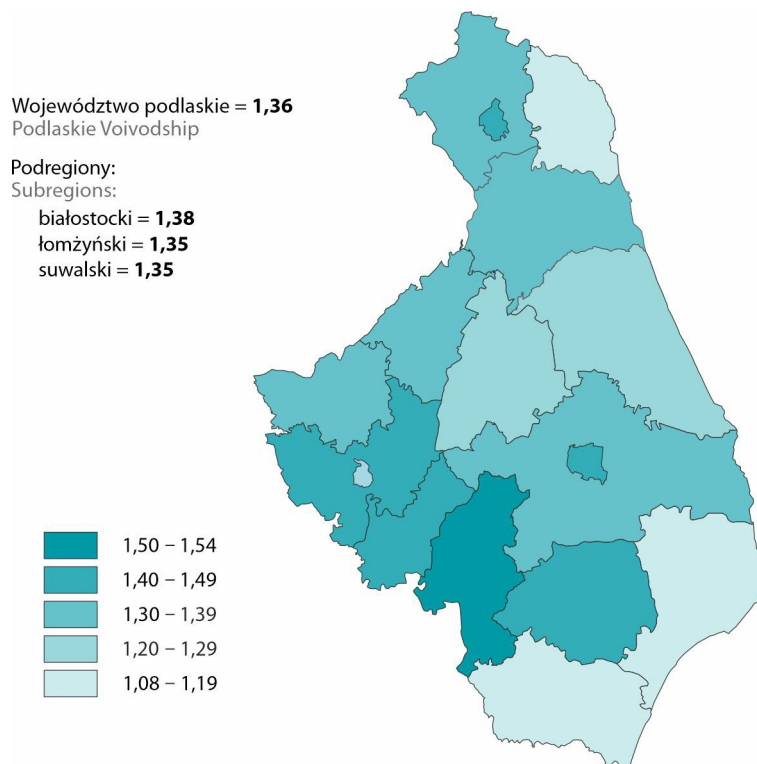 Województwo podlaskie = 1,36
Podlaskie Voivodship
Podregiony:
Subregions:
białostocki = 1,38
łomżyński = 1,35
suwalski = 1,35
1,50 – 1,54
1,40 – 1,49
1,30 – 1,39
1,20 – 1,29
1,08 – 1,19